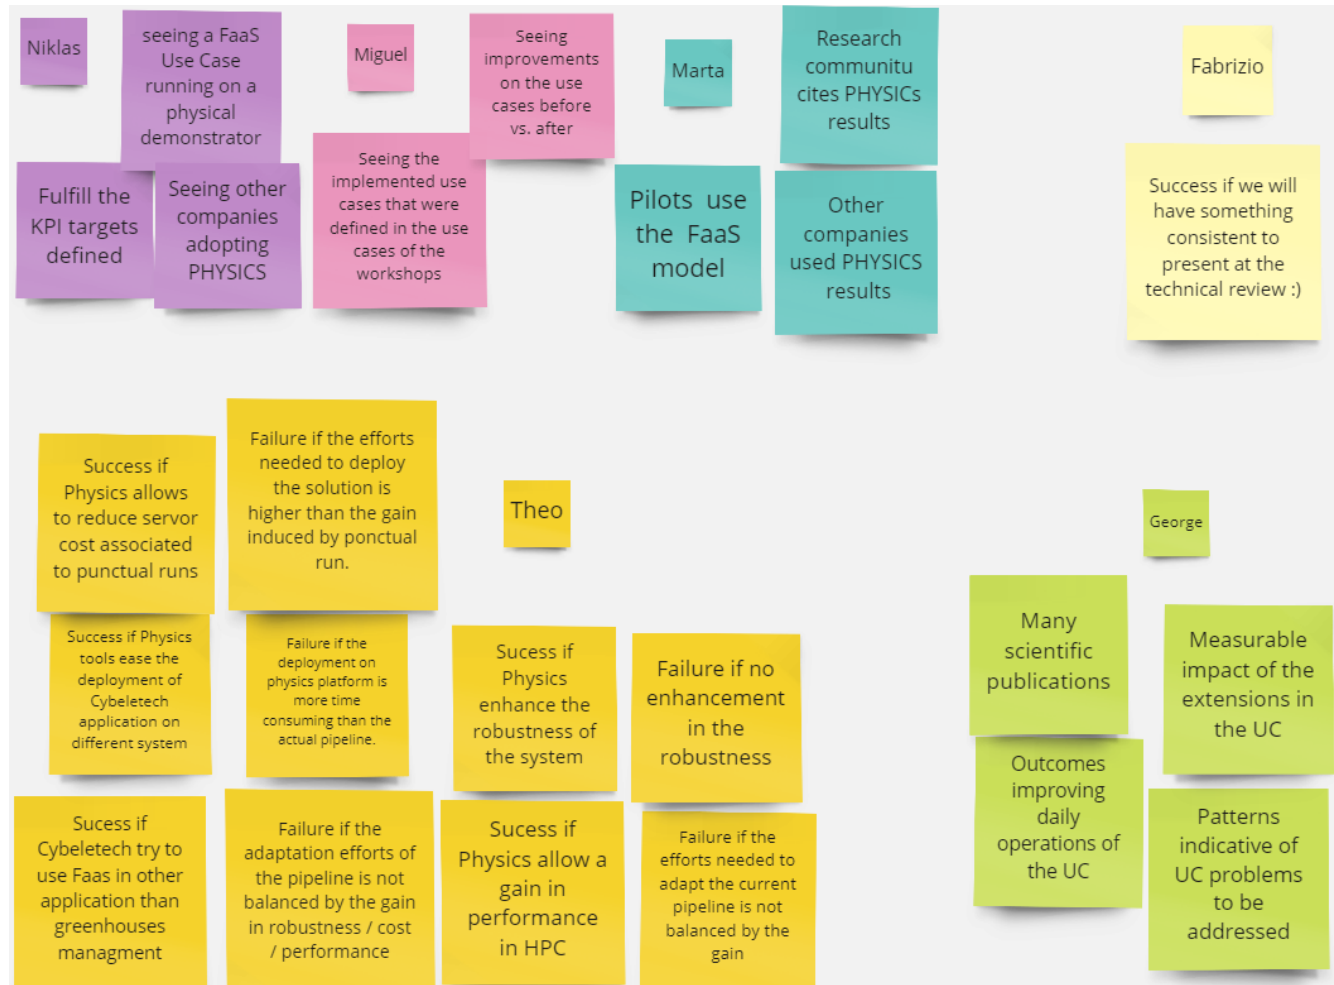 Niklas
seeing a FaaS
Use Case
running on a
physical
demonstrator
Fulfill the
KPI targets
defined
Seeing other
companies
adopting
PHYSICS
Miguel
Seeing
improvements
on the use
cases before
vs. after
Seeing the
implemented use
cases that were
defined in the use
cases of the
workshops
Marta
Research
communitu
cites PHYSICs
results
Pilots use
the FaaS
model
Other
companies
used PHYSICS
results
Fabrizio
Success if we will
have something
consistent to
present at the
technical review :)
Success if
Physics allows
to reduce servor
cost associated
to punctual runs
Failure if the efforts
needed to deploy
the solution is
higher than the gain
induced by ponctual
run.
Theo
Success if Physics
tools ease the
deployment of
Cybeletech
application on
different system
Failure if the
deployment on
physics platform is
more time
consuming than the
actual pipeline.
Sucess if
Physics
enhance the
robustness of
the system
Failure if no
enhancement
in the
robustness
Sucess if
Cybeletech try to
use Faas in other
application than
greenhouses
managment
Failure if the
adaptation efforts of
the pipeline is not
balanced by the gain
in robustness / cost
/ performance
Sucess if
Physics allow a
gain in
performance
in HPC
Failure if the
efforts needed to
adapt the current
pipeline is not
balanced by the
gain
George
Many
scientific
publications
Measurable
impact of the
extensions in
the UC
Outcomes
improving
daily
operations of
the UC
Patterns
indicative of
UC problems
to be
addressed